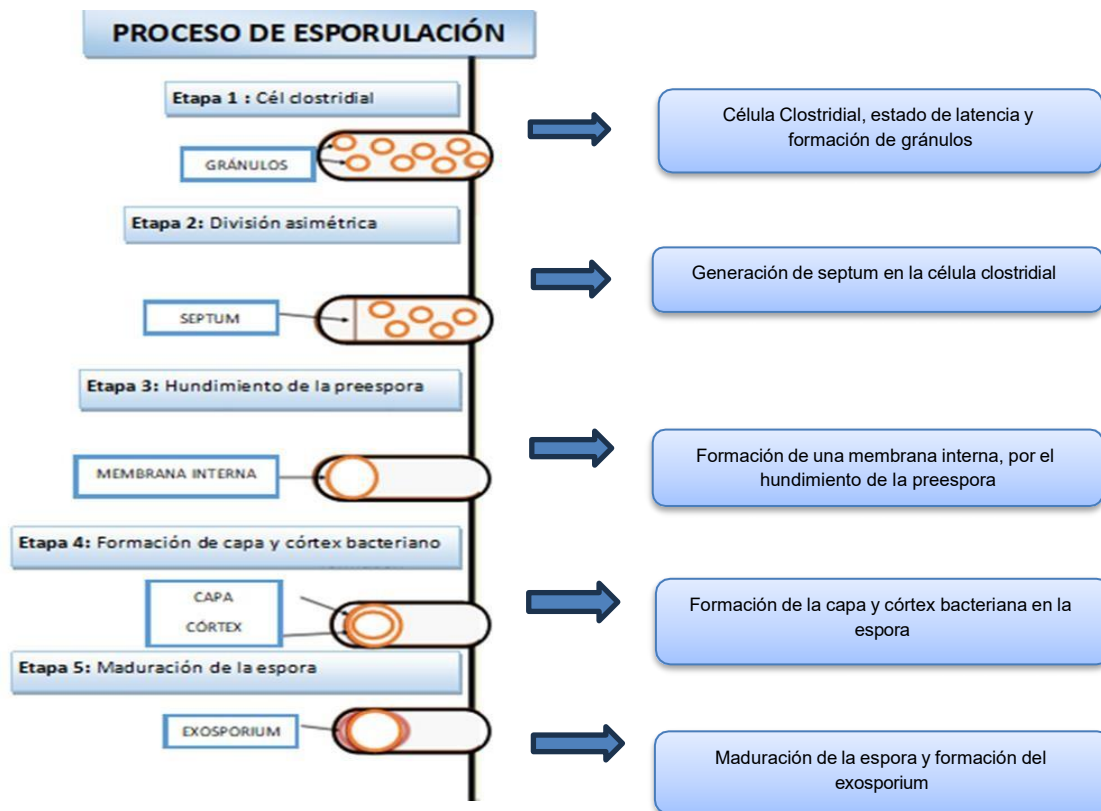 PROCESO DE ESPORULACIÓN
Etapa 1 : Cél clostridial
GRÁNULOS
Célula Clostridial, estado de latencia y
formación de gránulos
Etapa 2: División asimétrica
SEPTUM
Generación de septum en la célula clostridial
Etapa 3: Hundimiento de la preespora
MEMBRANA INTERNA
Formación de una membrana interna, por el
hundimiento de la preespora
Etapa 4: Formación de capa y córtex bacteriano
CAPA
CÓRTEX
Formación de la capa y córtex bacteriana en la
espora
Etapa 5: Maduración de la espora
EXOSPORIUM
Maduración de la espora y formación del
exosporium